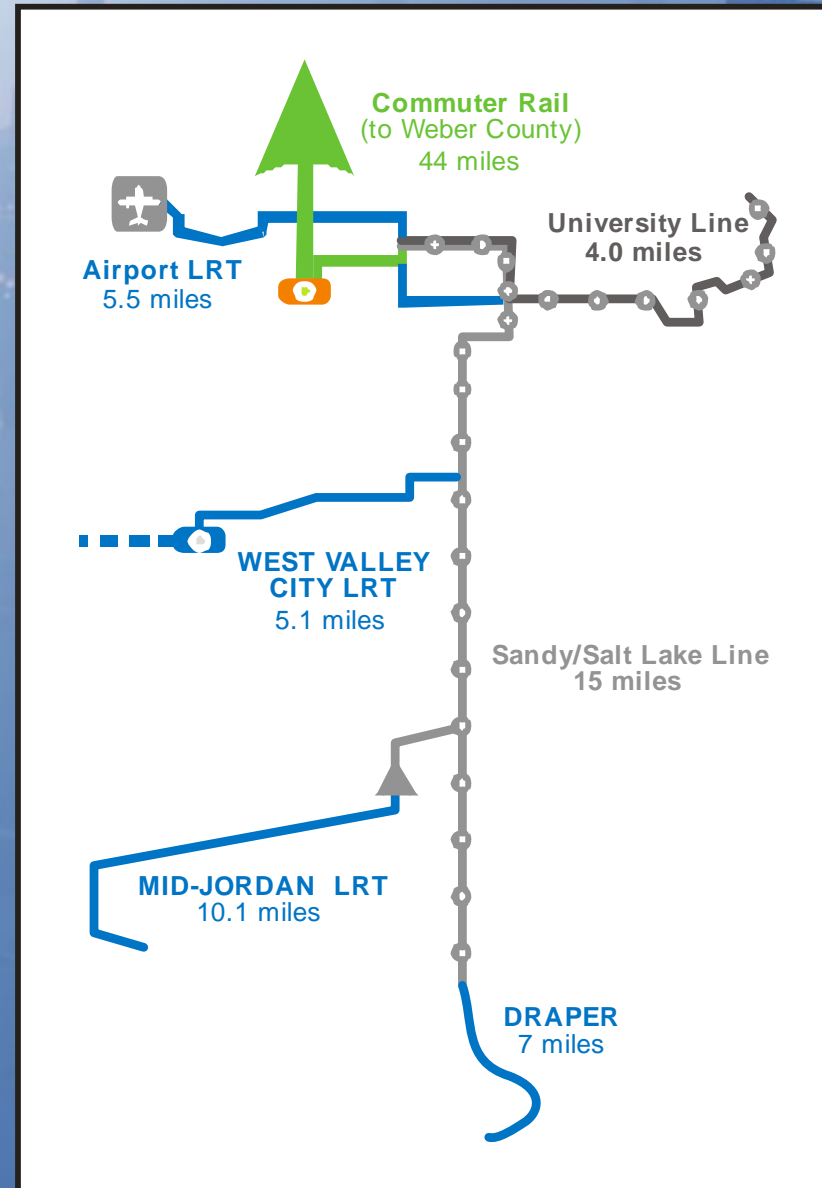 Commuter Rail
(to Weber County)
44 miles
University Line
4.0 miles
Airport LRT
5.5 miles
WEST VALLEY
CITY LRT
5.1 miles
Sandy/Salt Lake Line
15 miles
MID-JORDAN LRT
10.1 miles
DRAPER
7 miles